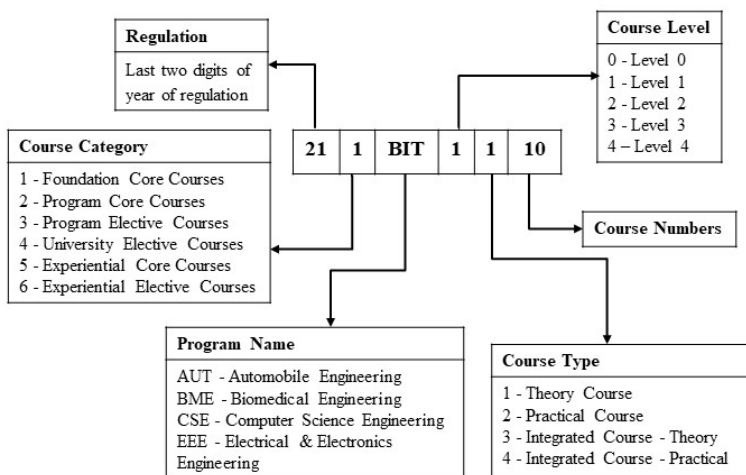 Regulation
Last two digits of
year of regulation
Course Level
0 - Level 0
1 - Level 1
2 - Level 2
3 - Level 3
4 – Level 4
21 1 BIT 1 1 10
Course Category
1 - Foundation Core Courses
2 - Program Core Courses
3 - Program Elective Courses
4 - University Elective Courses
5 - Experiential Core Courses
6 - Experiential Elective Courses
Course Numbers
Program Name
AUT - Automobile Engineering
BME - Biomedical Engineering
CSE - Computer Science Engineering
EEE - Electrical & Electronics
Engineering
Course Type
1 - Theory Course
2 - Practical Course
3 - Integrated Course - Theory
4 - Integrated Course - Practical